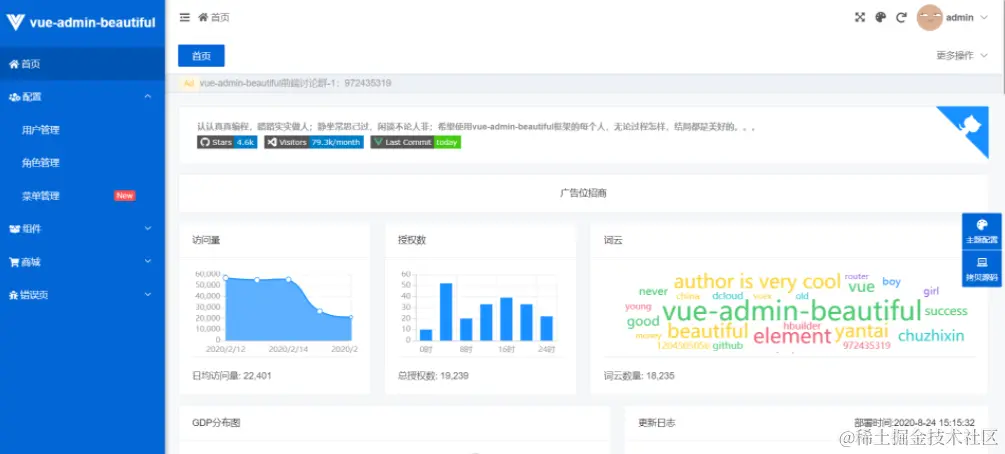 vue-admin-beautiful
首页
admin
首页
配置
用户管理
角色管理
菜单管理 New
组件
商城
错误页
首页
更多操作
Ad vue-admin-beautiful前端讨论群-1：972435319
认认真真编程，踏踏实实做人；静坐常思己过，闲谈不论人非；希望使用vue-admin-beautiful框架的每个人，无论过程怎样，结局都是美好的。。。
Stars 4.6k Visitors 79.3k/month Last Commit today
广告位招商
主题配置
拷贝源码
访问量
60,000
50,000
40,000
30,000
20,000
10,000
0
2020/2/12 2020/2/14 2020/2
日均访问量: 22,401
授权数
60
50
40
30
20
10
0
0时 8时 16时 24时
总授权数: 19,239
词云
author is very cool router
never china dcloud old vue boy girl
young vue-admin-beautiful success
good beautiful element hbuilder yantai chuzhixin
money 1204505056 github 972435319
词云数量: 18,235
GDP分布图
更新日志 部署时间:2020-8-24 15:15:32
@稀土掘金技术社区